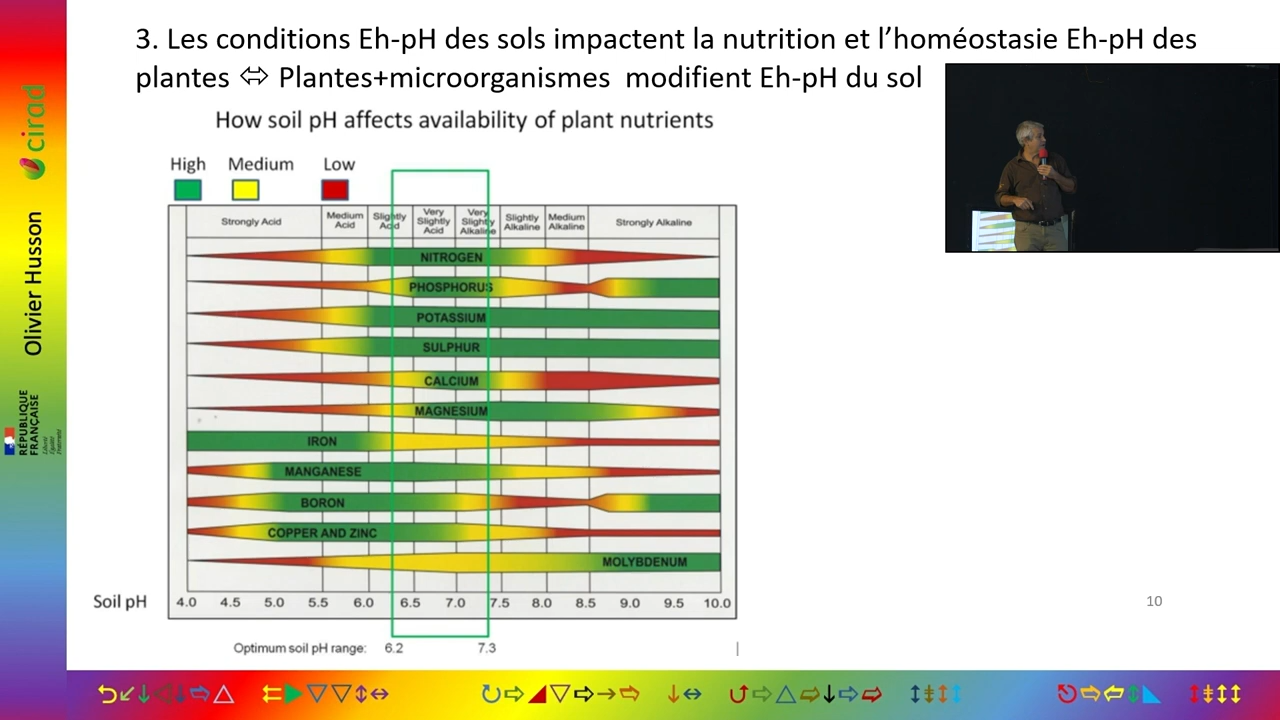 3. Les conditions Eh-pH des sols impactent la nutrition et l’homéostasie Eh-pH des
plantes ⇔ Plantes+microorganismes modifient Eh-pH du sol
How soil pH affects availability of plant nutrients
High Medium Low
Strongly Acid
Medium Acid
Slightly Acid
Very Slightly Acid
Very Slightly Alkaline
Slightly Alkaline
Medium Alkaline
Strongly Alkaline
NITROGEN
PHOSPHORUS
POTASSIUM
SULPHUR
CALCIUM
MAGNESIUM
IRON
MANGANESE
BORON
COPPER AND ZINC
MOLYBDENUM
Soil pH 4.0 4.5 5.0 5.5 6.0 6.5 7.0 7.5 8.0 8.5 9.0 9.5 10.0
Optimum soil pH range: 6.2 7.3
10
cirad
Olivier Husson
RÉPUBLIQUE
FRANÇAISE
Liberté
Égalité
Fraternité